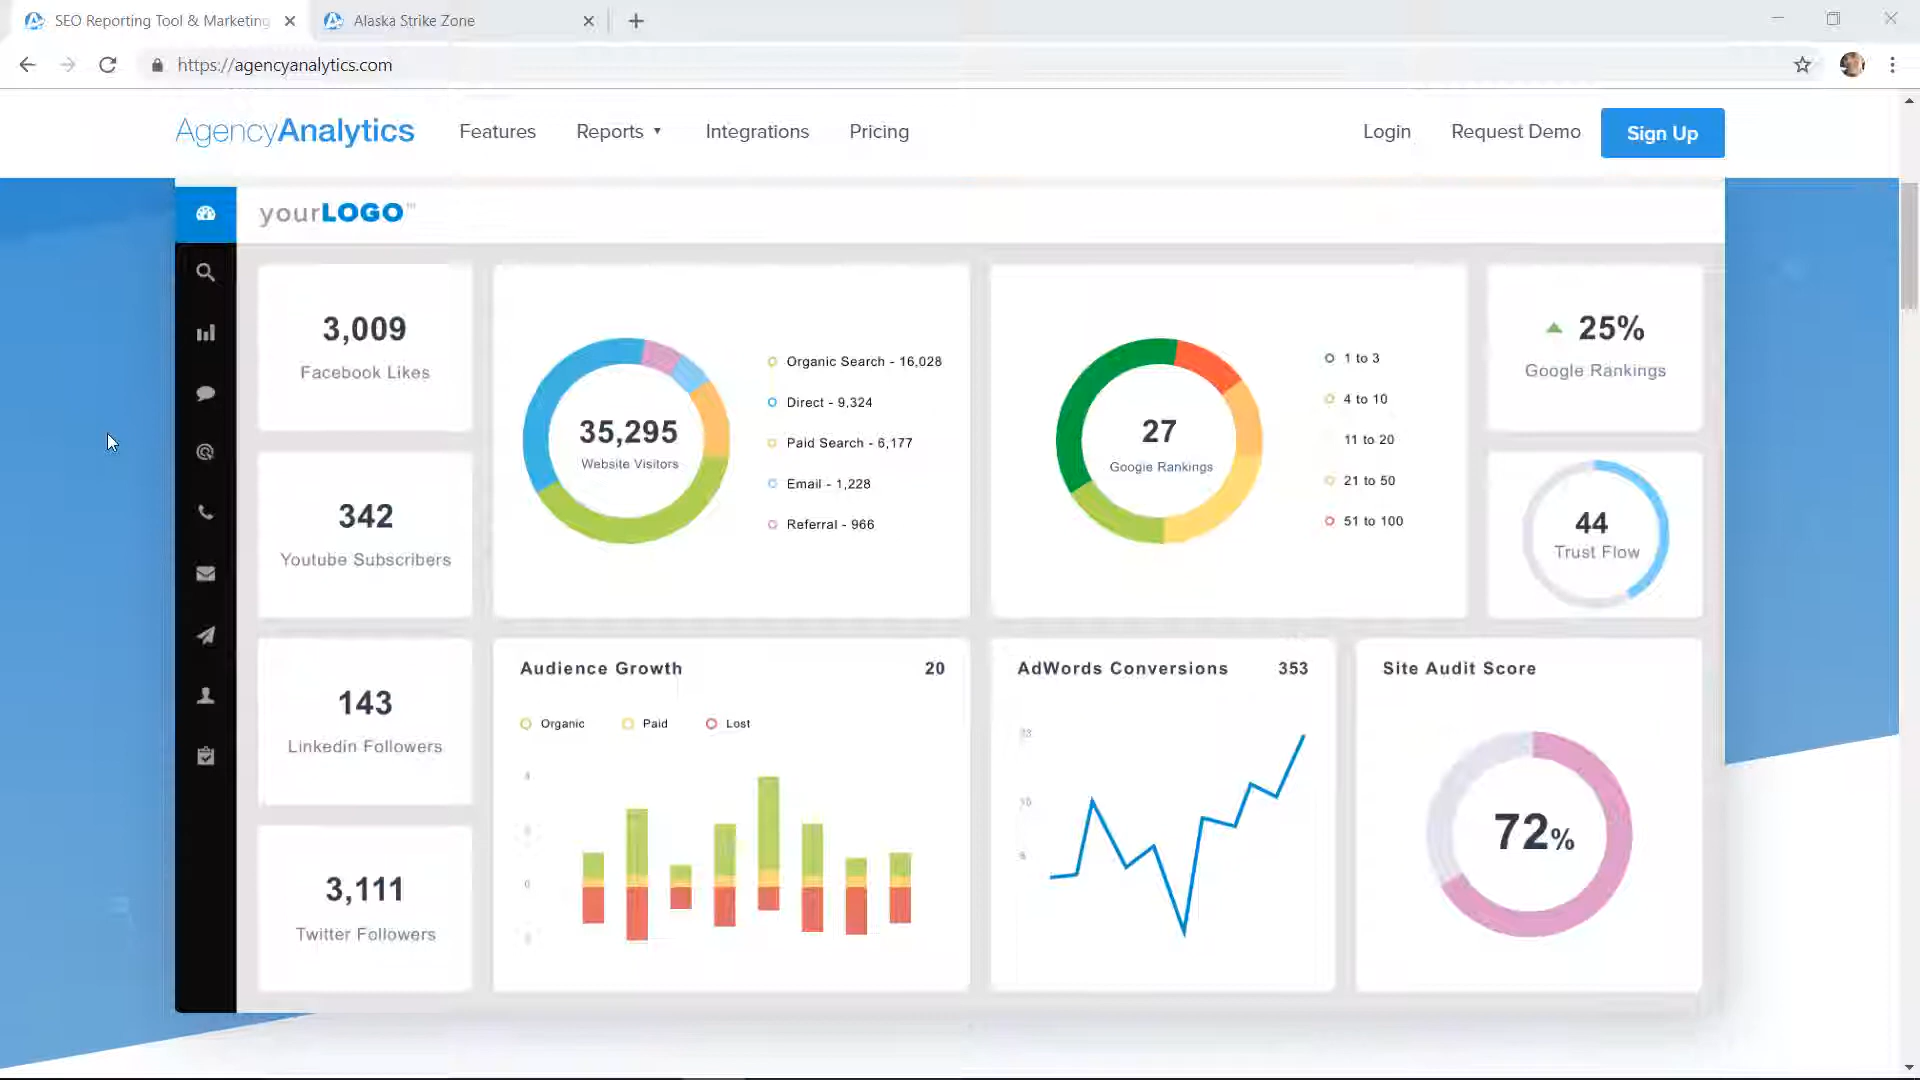 SEO Reporting Tool & Marketing
Alaska Strike Zone
https://agencyanalytics.com
AgencyAnalytics
Features
Reports
Integrations
Pricing
Login
Request Demo
Sign Up
yourLOGO™
3,009
Facebook Likes
342
Youtube Subscribers
143
Linkedin Followers
3,111
Twitter Followers
35,295
Website Visitors
Organic Search - 16,028
Direct - 9,324
Paid Search - 6,177
Email - 1,228
Referral - 966
27
Google Rankings
1 to 3
4 to 10
11 to 20
21 to 50
51 to 100
25%
Google Rankings
44
Trust Flow
Audience Growth
20
Organic
Paid
Lost
4
0
AdWords Conversions
353
Site Audit Score
72%